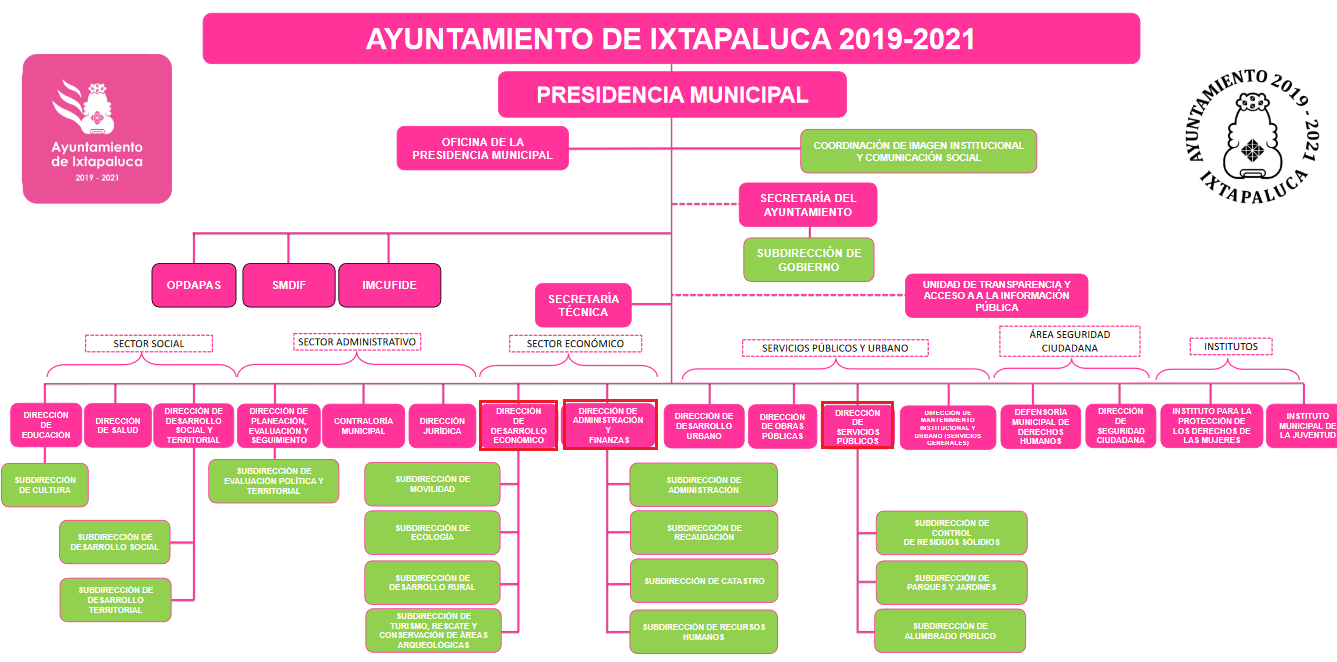 AYUNTAMIENTO DE IXTAPALUCA 2019-2021
Ayuntamiento
de Ixtapaluca
2019 - 2021
AYUNTAMIENTO 2019 - 2021
IXTAPALUCA
PRESIDENCIA MUNICIPAL
OFICINA DE LA
PRESIDENCIA MUNICIPAL
COORDINACIÓN DE IMAGEN INSTITUCIONAL
Y COMUNICACIÓN SOCIAL
SECRETARÍA DEL
AYUNTAMIENTO
SUBDIRECCIÓN DE
GOBIERNO
OPDAPAS
SMDIF
IMCUFIDE
SECRETARÍA
TÉCNICA
UNIDAD DE TRANSPARENCIA Y
ACCESO A A LA INFORMACIÓN
PÚBLICA
SECTOR SOCIAL
SECTOR ADMINISTRATIVO
SECTOR ECONÓMICO
SERVICIOS PÚBLICOS Y URBANO
ÁREA SEGURIDAD
CIUDADANA
INSTITUTOS
DIRECCIÓN
DE
EDUCACIÓN
DIRECCIÓN
DE SALUD
DIRECCIÓN DE
DESARROLLO
SOCIAL Y
TERRITORIAL
DIRECCIÓN DE
PLANEACIÓN,
EVALUACIÓN Y
SEGUIMIENTO
CONTRALORÍA
MUNICIPAL
DIRECCIÓN
JURÍDICA
DIRECCIÓN
DE
DESARROLLO
ECONÓMICO
DIRECCIÓN DE
ADMINISTRACIÓN
Y
FINANZAS
DIRECCIÓN DE
DESARROLLO
URBANO
DIRECCIÓN
DE OBRAS
PÚBLICAS
DIRECCIÓN
DE
SERVICIOS
PÚBLICOS
DIRECCIÓN DE
MANTENIMIENTO
INSTITUCIONAL Y
URBANO (SERVICIOS
GENERALES)
DEFENSORÍA
MUNICIPAL DE
DERECHOS
HUMANOS
DIRECCIÓN
DE
SEGURIDAD
CIUDADANA
INSTITUTO PARA LA
PROTECCIÓN DE
LOS DERECHOS DE
LAS MUJERES
INSTITUTO
MUNICIPAL DE
LA JUVENTUD
SUBDIRECCIÓN
DE CULTURA
SUBDIRECCIÓN DE
DESARROLLO SOCIAL
SUBDIRECCIÓN DE
DESARROLLO
TERRITORIAL
SUBDIRECCIÓN DE
EVALUACIÓN POLÍTICA Y
TERRITORIAL
SUBDIRECCIÓN DE
MOVILIDAD
SUBDIRECCIÓN DE
ECOLOGÍA
SUBDIRECCIÓN DE
DESARROLLO RURAL
SUBDIRECCIÓN DE
TURISMO, RESCATE Y
CONSERVACIÓN DE ÁREAS
ARQUEOLÓGICAS
SUBDIRECCIÓN DE
ADMINISTRACIÓN
SUBDIRECCIÓN DE
RECAUDACIÓN
SUBDIRECCIÓN DE CATASTRO
SUBDIRECCIÓN DE RECURSOS
HUMANOS
SUBDIRECCIÓN DE
CONTROL
DE RESIDUOS SÓLIDIOS
SUBDIRECCIÓN DE
PARQUES Y JARDINES
SUBDIRECCIÓN DE
ALUMBRADO PÚBLICO